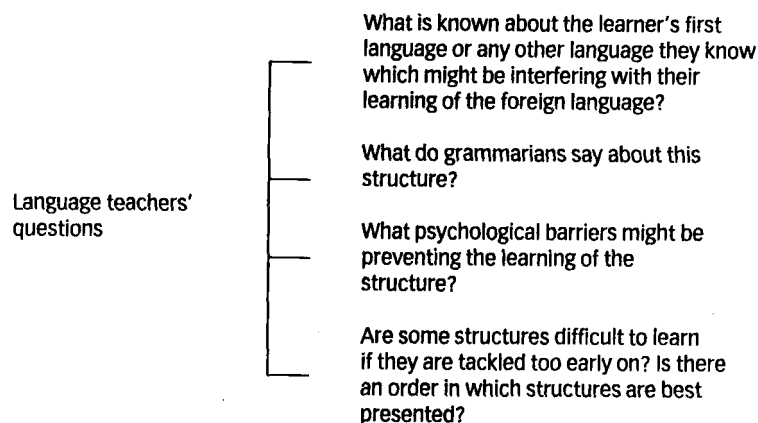 What is known about the learner's first
language or any other language they know
which might be interfering with their
learning of the foreign language?
What do grammarians say about this
structure?
Language teachers'
questions
What psychological barriers might be
preventing the learning of the
structure?
Are some structures difficult to learn
if they are tackled too early on? Is there
an order in which structures are best
presented?